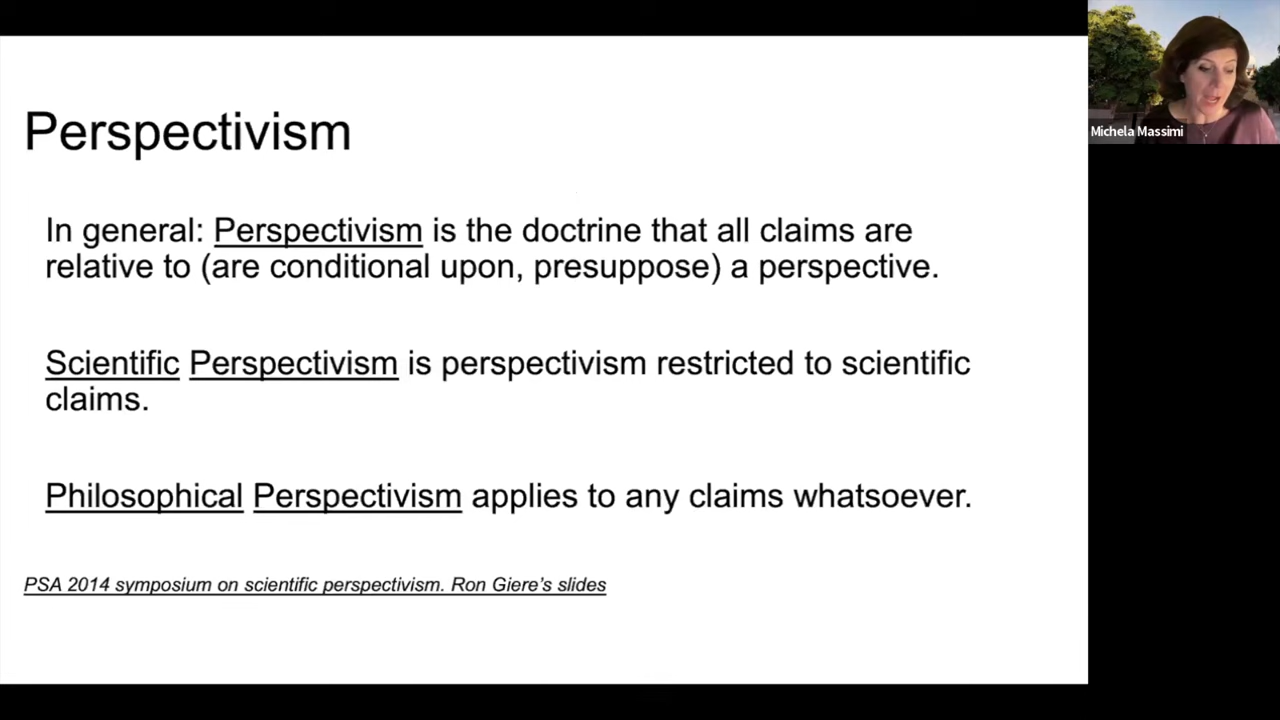 Perspectivism
In general: Perspectivism is the doctrine that all claims are
relative to (are conditional upon, presuppose) a perspective.
Scientific Perspectivism is perspectivism restricted to scientific
claims.
Philosophical Perspectivism applies to any claims whatsoever.
PSA 2014 symposium on scientific perspectivism. Ron Giere's slides
Michela Massimi